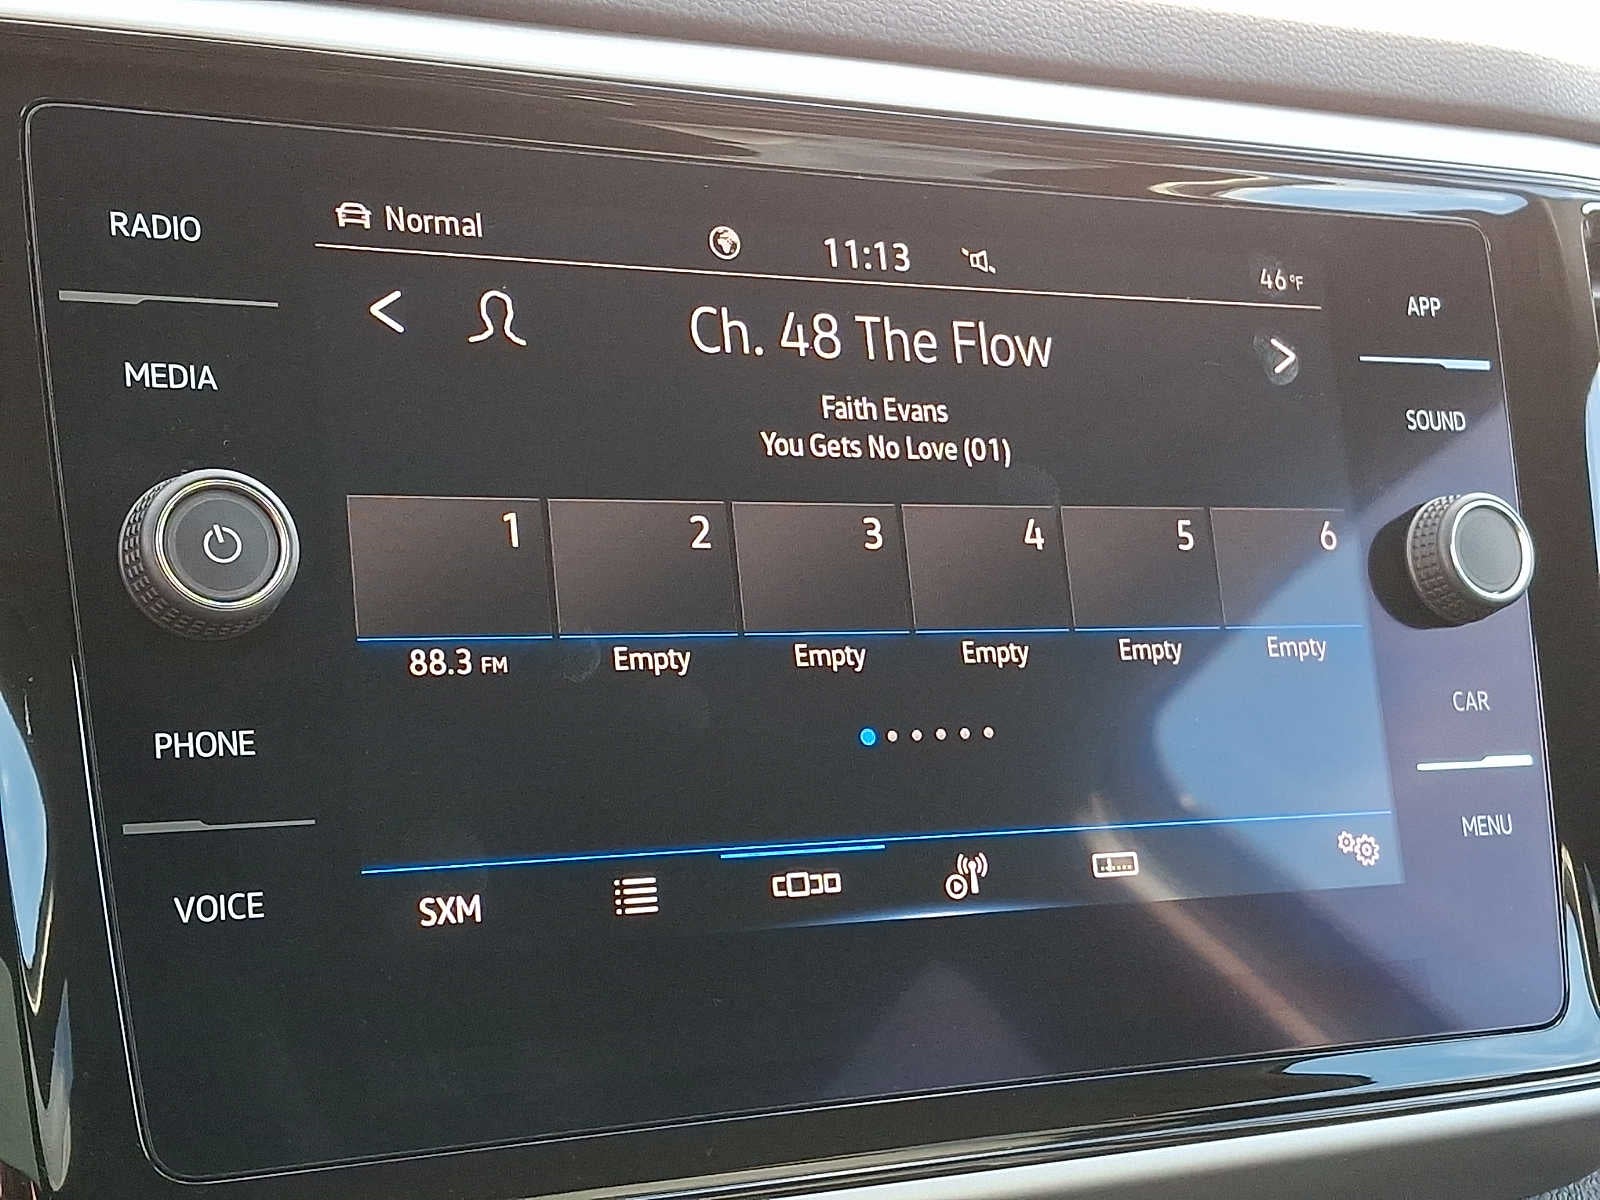 RADIO
Normal
11:13
46°F
APP
MEDIA
Ch. 48 The Flow
SOUND
Faith Evans
You Gets No Love (01)
1 2 3 4 5 6
88.3 FM Empty Empty Empty Empty Empty
PHONE
CAR
MENU
VOICE
SXM